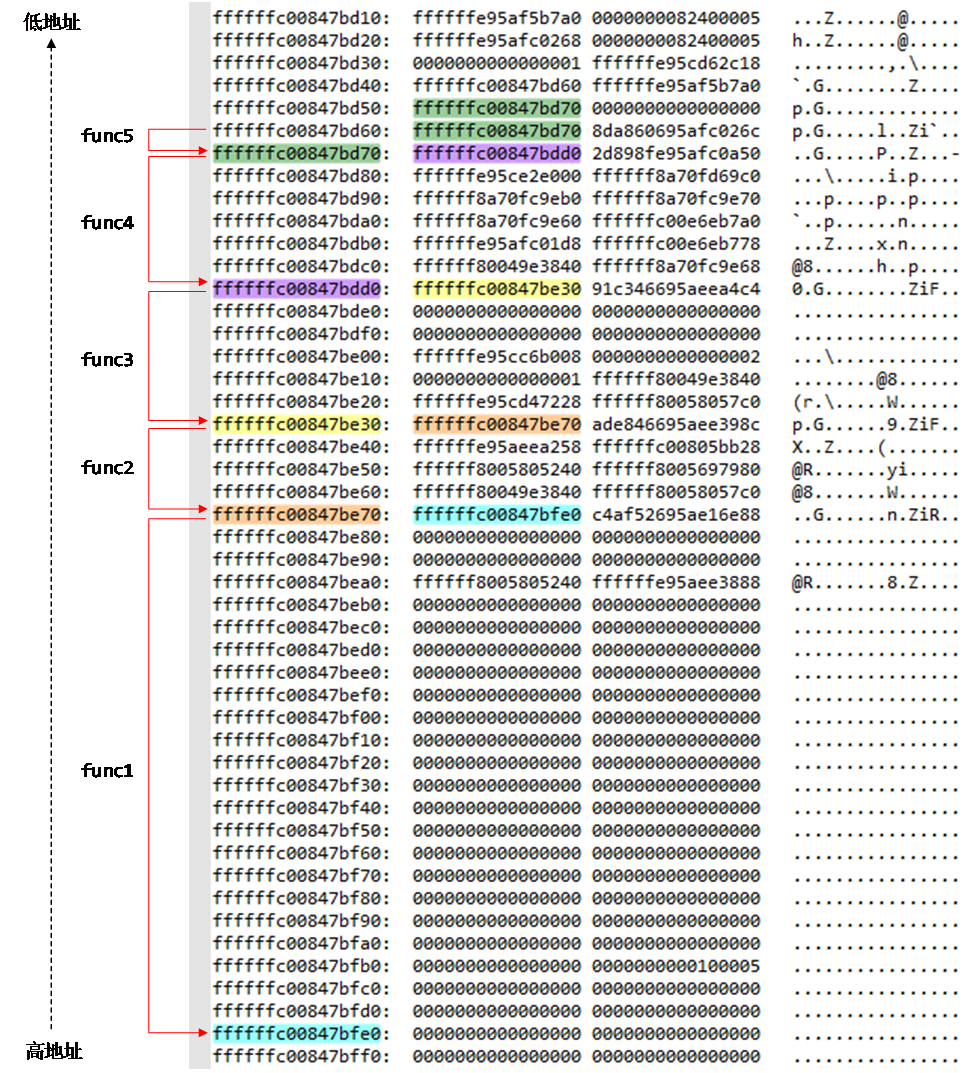 低地址
ffffffc00847bd10: ffffffe95af5b7a0 0000000082400005 ...Z......@.....
ffffffc00847bd20: ffffffe95afc0268 0000000082400005 h..Z......@.....
ffffffc00847bd30: 0000000000000001 ffffffe95cd62c18 .........,.\....
ffffffc00847bd40: ffffffc00847bd60 ffffffe95af5b7a0 `.G........Z....
ffffffc00847bd50: ffffffc00847bd70 0000000000000000 p.G.............
func5
ffffffc00847bd60: ffffffc00847bd70 8da860695afc026c p.G.....l..Zi`..
ffffffc00847bd70: ffffffc00847bdd0 2d898fe95afc0a50 ..G.....P..Z...-
ffffffc00847bd80: ffffffe95ce2e000 ffffff8a70fd69c0 ...\.....i.p....
ffffffc00847bd90: ffffff8a70fc9eb0 ffffff8a70fc9e70 ...p....p..p....
func4
ffffffc00847bda0: ffffff8a70fc9e60 ffffffc00e6eb7a0 `..p......n.....
ffffffc00847bdb0: ffffffe95afc01d8 ffffffc00e6eb778 ...Z....x.n.....
ffffffc00847bdc0: ffffff80049e3840 ffffff8a70fc9e68 @8......h..p....
ffffffc00847bdd0: ffffffc00847be30 91c346695aeea4c4 0.G........ZiF..
ffffffc00847bde0: 0000000000000000 0000000000000000 ................
ffffffc00847bdf0: 0000000000000000 0000000000000000 ................
func3
ffffffc00847be00: ffffffe95cc6b008 0000000000000002 ...\............
ffffffc00847be10: 0000000000000001 ffffff80049e3840 ........@8......
ffffffc00847be20: ffffffe95cd47228 ffffff80058057c0 (r.\.....W......
ffffffc00847be30: ffffffc00847be70 ade846695aee398c p.G......9.ZiF..
ffffffc00847be40: ffffffe95aeea258 ffffffc00805bb28 X..Z....(.......
func2
ffffffc00847be50: ffffff8005805240 ffffff8005697980 @R.......yi.....
ffffffc00847be60: ffffff80049e3840 ffffff80058057c0 @8.......W......
ffffffc00847be70: ffffffc00847bfe0 c4af52695ae16e88 ..G......n.ZiR..
ffffffc00847be80: 0000000000000000 0000000000000000 ................
ffffffc00847be90: 0000000000000000 0000000000000000 ................
ffffffc00847bea0: ffffff8005805240 ffffffe95aee3888 @R.......8.Z....
ffffffc00847beb0: 0000000000000000 0000000000000000 ................
ffffffc00847bec0: 0000000000000000 0000000000000000 ................
ffffffc00847bed0: 0000000000000000 0000000000000000 ................
ffffffc00847bee0: 0000000000000000 0000000000000000 ................
ffffffc00847bef0: 0000000000000000 0000000000000000 ................
ffffffc00847bf00: 0000000000000000 0000000000000000 ................
ffffffc00847bf10: 0000000000000000 0000000000000000 ................
func1
ffffffc00847bf20: 0000000000000000 0000000000000000 ................
ffffffc00847bf30: 0000000000000000 0000000000000000 ................
ffffffc00847bf40: 0000000000000000 0000000000000000 ................
ffffffc00847bf50: 0000000000000000 0000000000000000 ................
ffffffc00847bf60: 0000000000000000 0000000000000000 ................
ffffffc00847bf70: 0000000000000000 0000000000000000 ................
ffffffc00847bf80: 0000000000000000 0000000000000000 ................
ffffffc00847bf90: 0000000000000000 0000000000000000 ................
ffffffc00847bfa0: 0000000000000000 0000000000000000 ................
ffffffc00847bfb0: 0000000000000000 0000000000100005 ................
ffffffc00847bfc0: 0000000000000000 0000000000000000 ................
ffffffc00847bfd0: 0000000000000000 0000000000000000 ................
ffffffc00847bfe0: 0000000000000000 0000000000000000 ................
高地址
ffffffc00847bff0: 0000000000000000 0000000000000000 ................